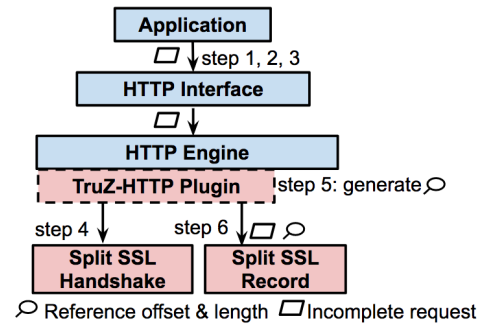 Application
step 1, 2, 3
HTTP Interface
HTTP Engine
TruZ-HTTP Plugin
step 5: generate
step 4
step 6
Split SSL
Handshake
Split SSL
Record
Reference offset & length
Incomplete request